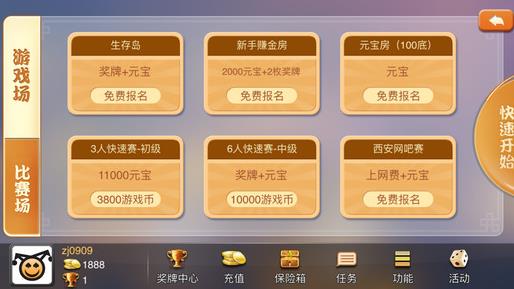 游戏场
比赛场
生存岛
奖牌+元宝
免费报名
新手赚金房
2000元宝+2枚奖牌
免费报名
元宝房（100底）
元宝
免费报名
3人快速赛-初级
11000元宝
3800游戏币
6人快速赛-中级
奖牌+元宝
10000游戏币
西安网吧赛
上网费+元宝
免费报名
快速开始
zj0909
1888
1
奖牌中心
充值
保险箱
任务
功能
活动